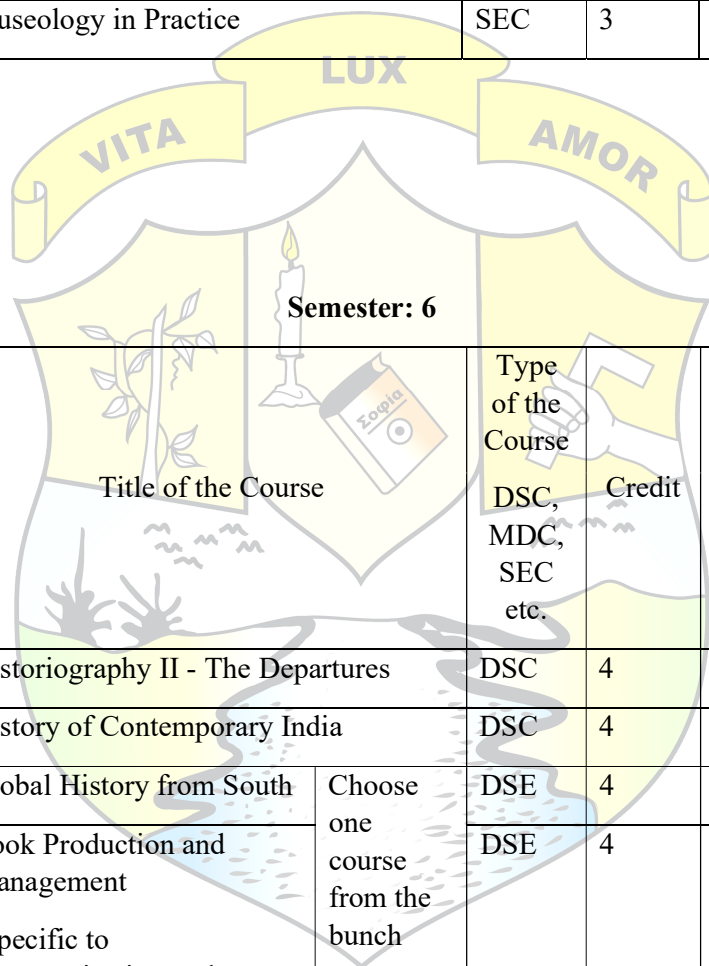 useology in Practice SEC 3
LUX
VITA AMOR
Semester: 6
Type
of the
Course
Title of the Course DSC, Credit
MDC,
SEC
etc.
Σοφία
storiography II - The Departures DSC 4
story of Contemporary India DSC 4
obal History from South Choose DSE 4
one
ook Production and course DSE 4
anagement from the
bunch
pecific to